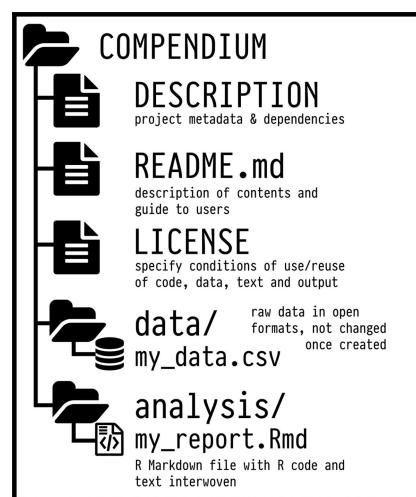 COMPENDIUM
DESCRIPTION
project metadata & dependencies
README.md
description of contents and
guide to users
LICENSE
specify conditions of use/reuse
of code, data, text and output
data/
raw data in open
formats, not changed
once created
my_data.csv
analysis/
my_report.Rmd
R Markdown file with R code and
text interwoven